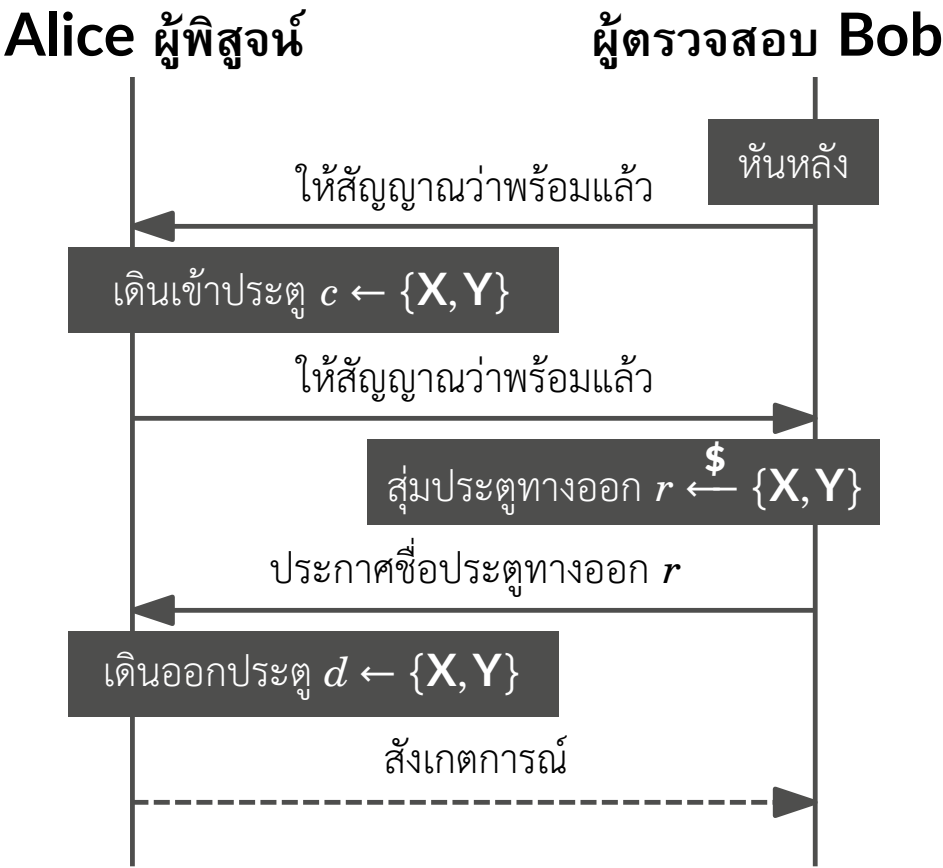 Alice ผู้พิสูจน์
ผู้ตรวจสอบ Bob
หันหลัง
ให้สัญญาณว่าพร้อมแล้ว
เดินเข้าประตู c ← {X, Y}
ให้สัญญาณว่าพร้อมแล้ว
$
สุ่มประตูทางออก r ← {X, Y}
ประกาศชื่อประตูทางออก r
เดินออกประตู d ← {X, Y}
สังเกตการณ์